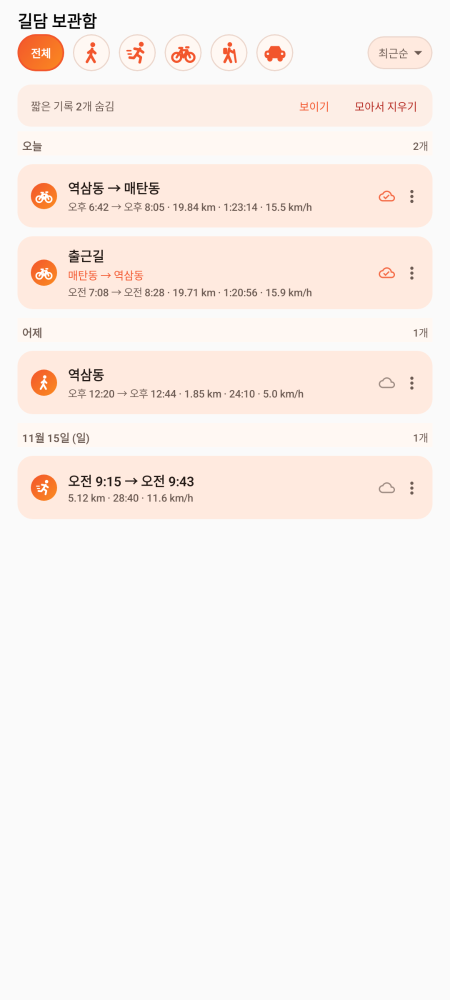 길담 보관함
전체
최근순
짧은 기록 2개 숨김 보이기 모아서 지우기
오늘 2개
역삼동 → 매탄동
오후 6:42 → 오후 8:05 · 19.84 km · 1:23:14 · 15.5 km/h
출근길
매탄동 → 역삼동
오전 7:08 → 오전 8:28 · 19.71 km · 1:20:56 · 15.9 km/h
어제 1개
역삼동
오후 12:20 → 오후 12:44 · 1.85 km · 24:10 · 5.0 km/h
11월 15일 (일) 1개
오전 9:15 → 오전 9:43
5.12 km · 28:40 · 11.6 km/h